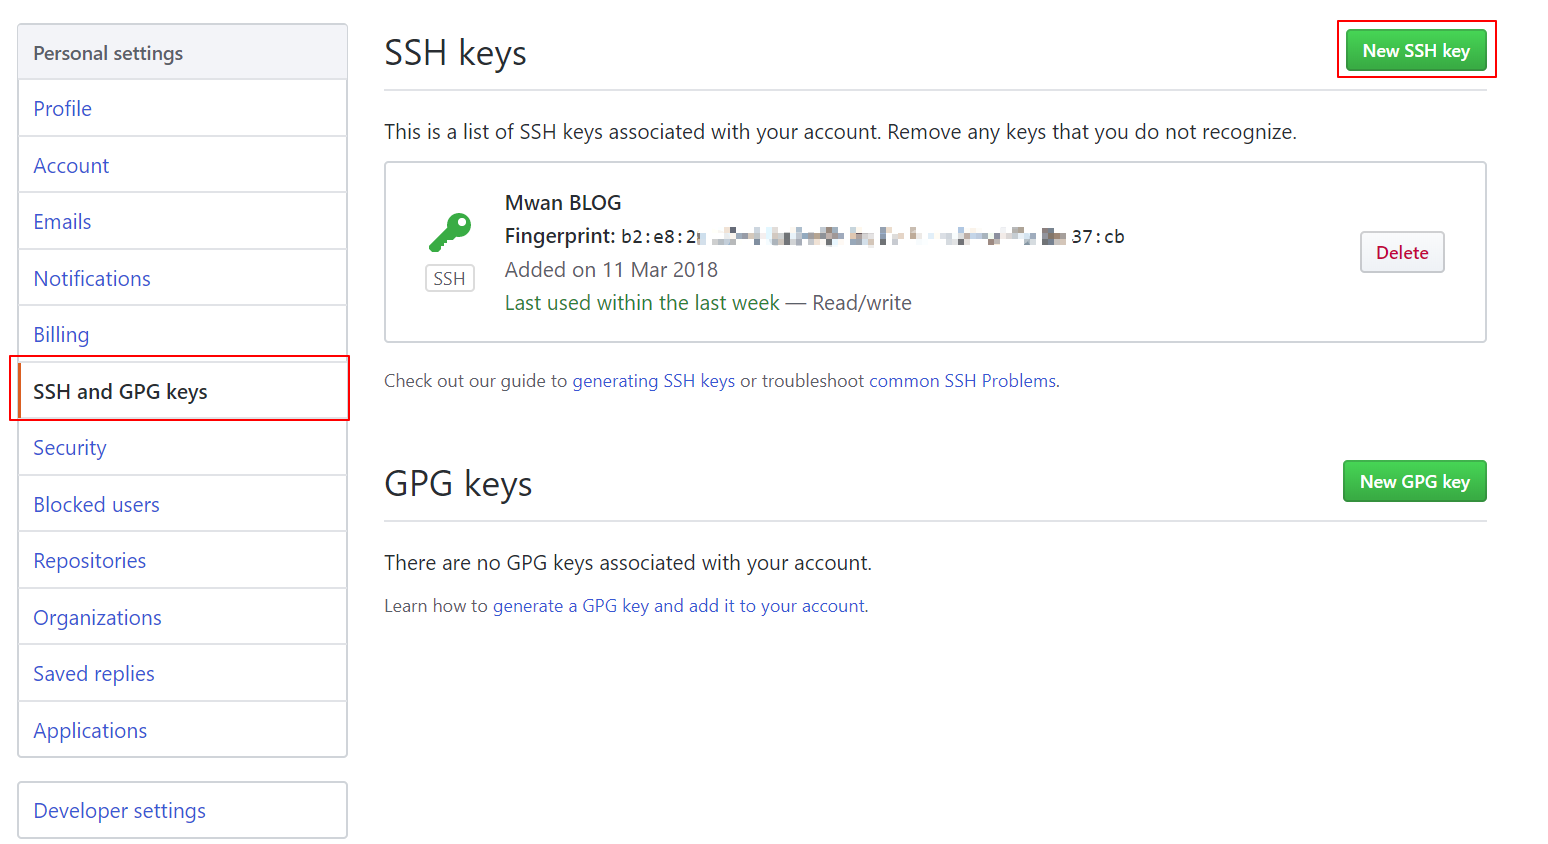 Personal settings
Profile
Account
Emails
Notifications
Billing
SSH and GPG keys
Security
Blocked users
Repositories
Organizations
Saved replies
Applications
Developer settings
SSH keys
New SSH key
This is a list of SSH keys associated with your account. Remove any keys that you do not recognize.
Mwan BLOG
Fingerprint: b2:e8:2 37:cb
Added on 11 Mar 2018
Last used within the last week — Read/write
SSH
Delete
Check out our guide to generating SSH keys or troubleshoot common SSH Problems.
GPG keys
New GPG key
There are no GPG keys associated with your account.
Learn how to generate a GPG key and add it to your account.